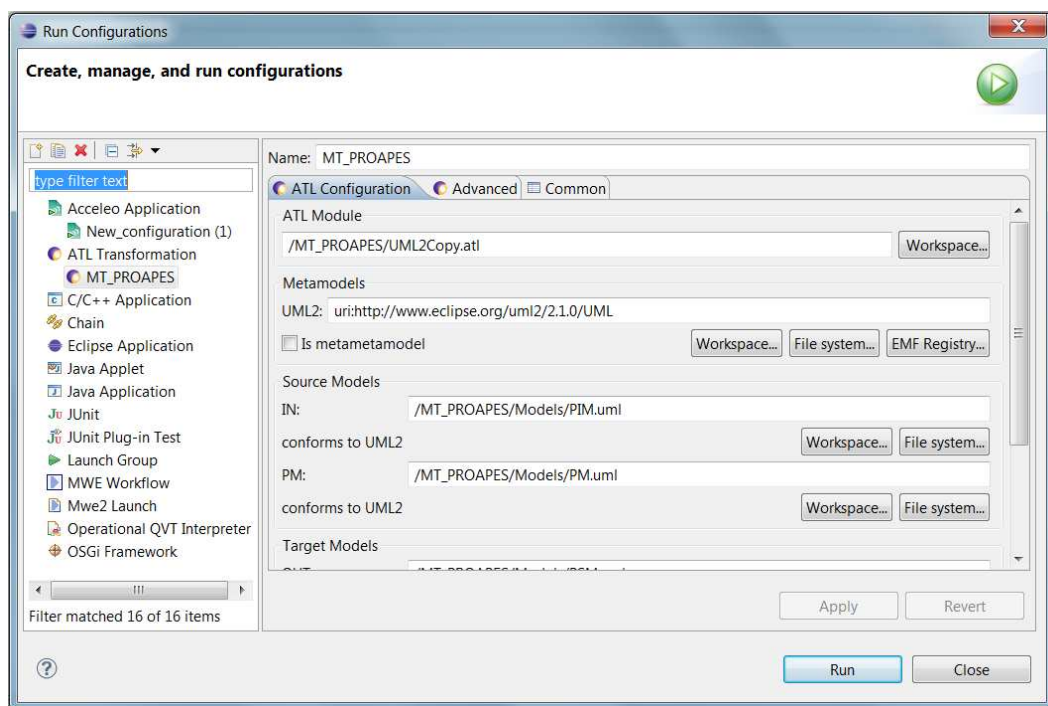 Run Configurations
Create, manage, and run configurations
type filter text
Acceleo Application
New_configuration (1)
ATL Transformation
MT_PROAPES
C/C++ Application
Chain
Eclipse Application
Java Applet
Java Application
JUnit
JUnit Plug-in Test
Launch Group
MWE Workflow
Mwe2 Launch
Operational QVT Interpreter
OSGi Framework
Filter matched 16 of 16 items
Name: MT_PROAPES
ATL Configuration Advanced Common
ATL Module
/MT_PROAPES/UML2Copy.atl Workspace...
Metamodels
UML2: uri:http://www.eclipse.org/uml2/2.1.0/UML
Is metametamodel Workspace... File system... EMF Registry...
Source Models
IN: /MT_PROAPES/Models/PIM.uml
conforms to UML2 Workspace... File system...
PM: /MT_PROAPES/Models/PM.uml
conforms to UML2 Workspace... File system...
Target Models
Apply Revert
Run Close